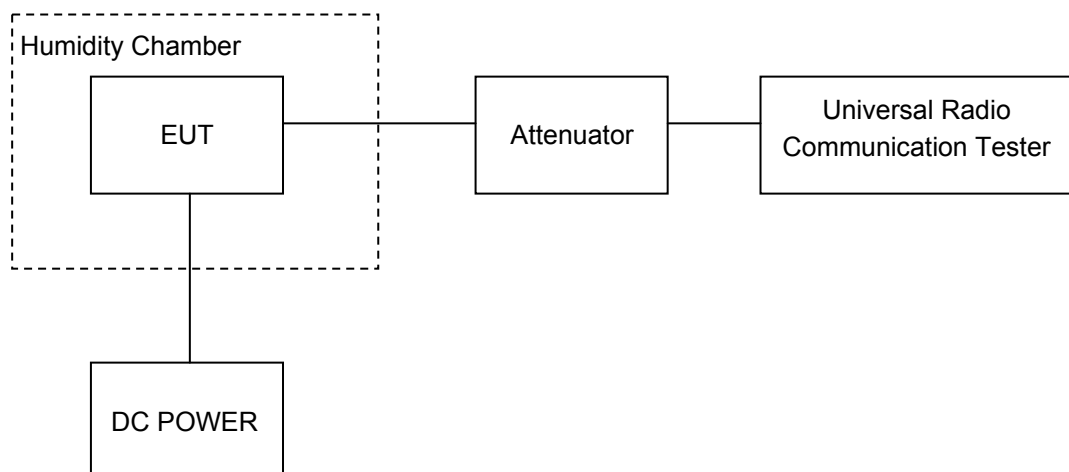 Humidity Chamber
EUT
Attenuator
Universal Radio
Communication Tester
DC POWER